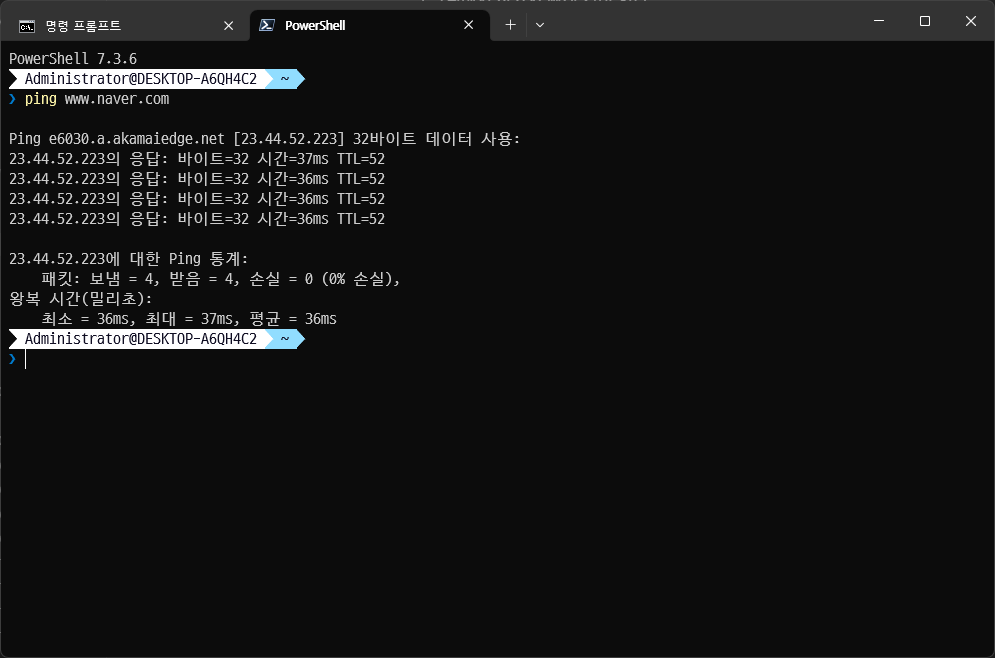 명령 프롬프트
PowerShell
PowerShell 7.3.6
Administrator@DESKTOP-A6QH4C2 ~
❯ ping www.naver.com
Ping e6030.a.akamaiedge.net [23.44.52.223] 32바이트 데이터 사용:
23.44.52.223의 응답: 바이트=32 시간=37ms TTL=52
23.44.52.223의 응답: 바이트=32 시간=36ms TTL=52
23.44.52.223의 응답: 바이트=32 시간=36ms TTL=52
23.44.52.223의 응답: 바이트=32 시간=36ms TTL=52
23.44.52.223에 대한 Ping 통계:
패킷: 보냄 = 4, 받음 = 4, 손실 = 0 (0% 손실),
왕복 시간(밀리초):
최소 = 36ms, 최대 = 37ms, 평균 = 36ms
Administrator@DESKTOP-A6QH4C2 ~
❯